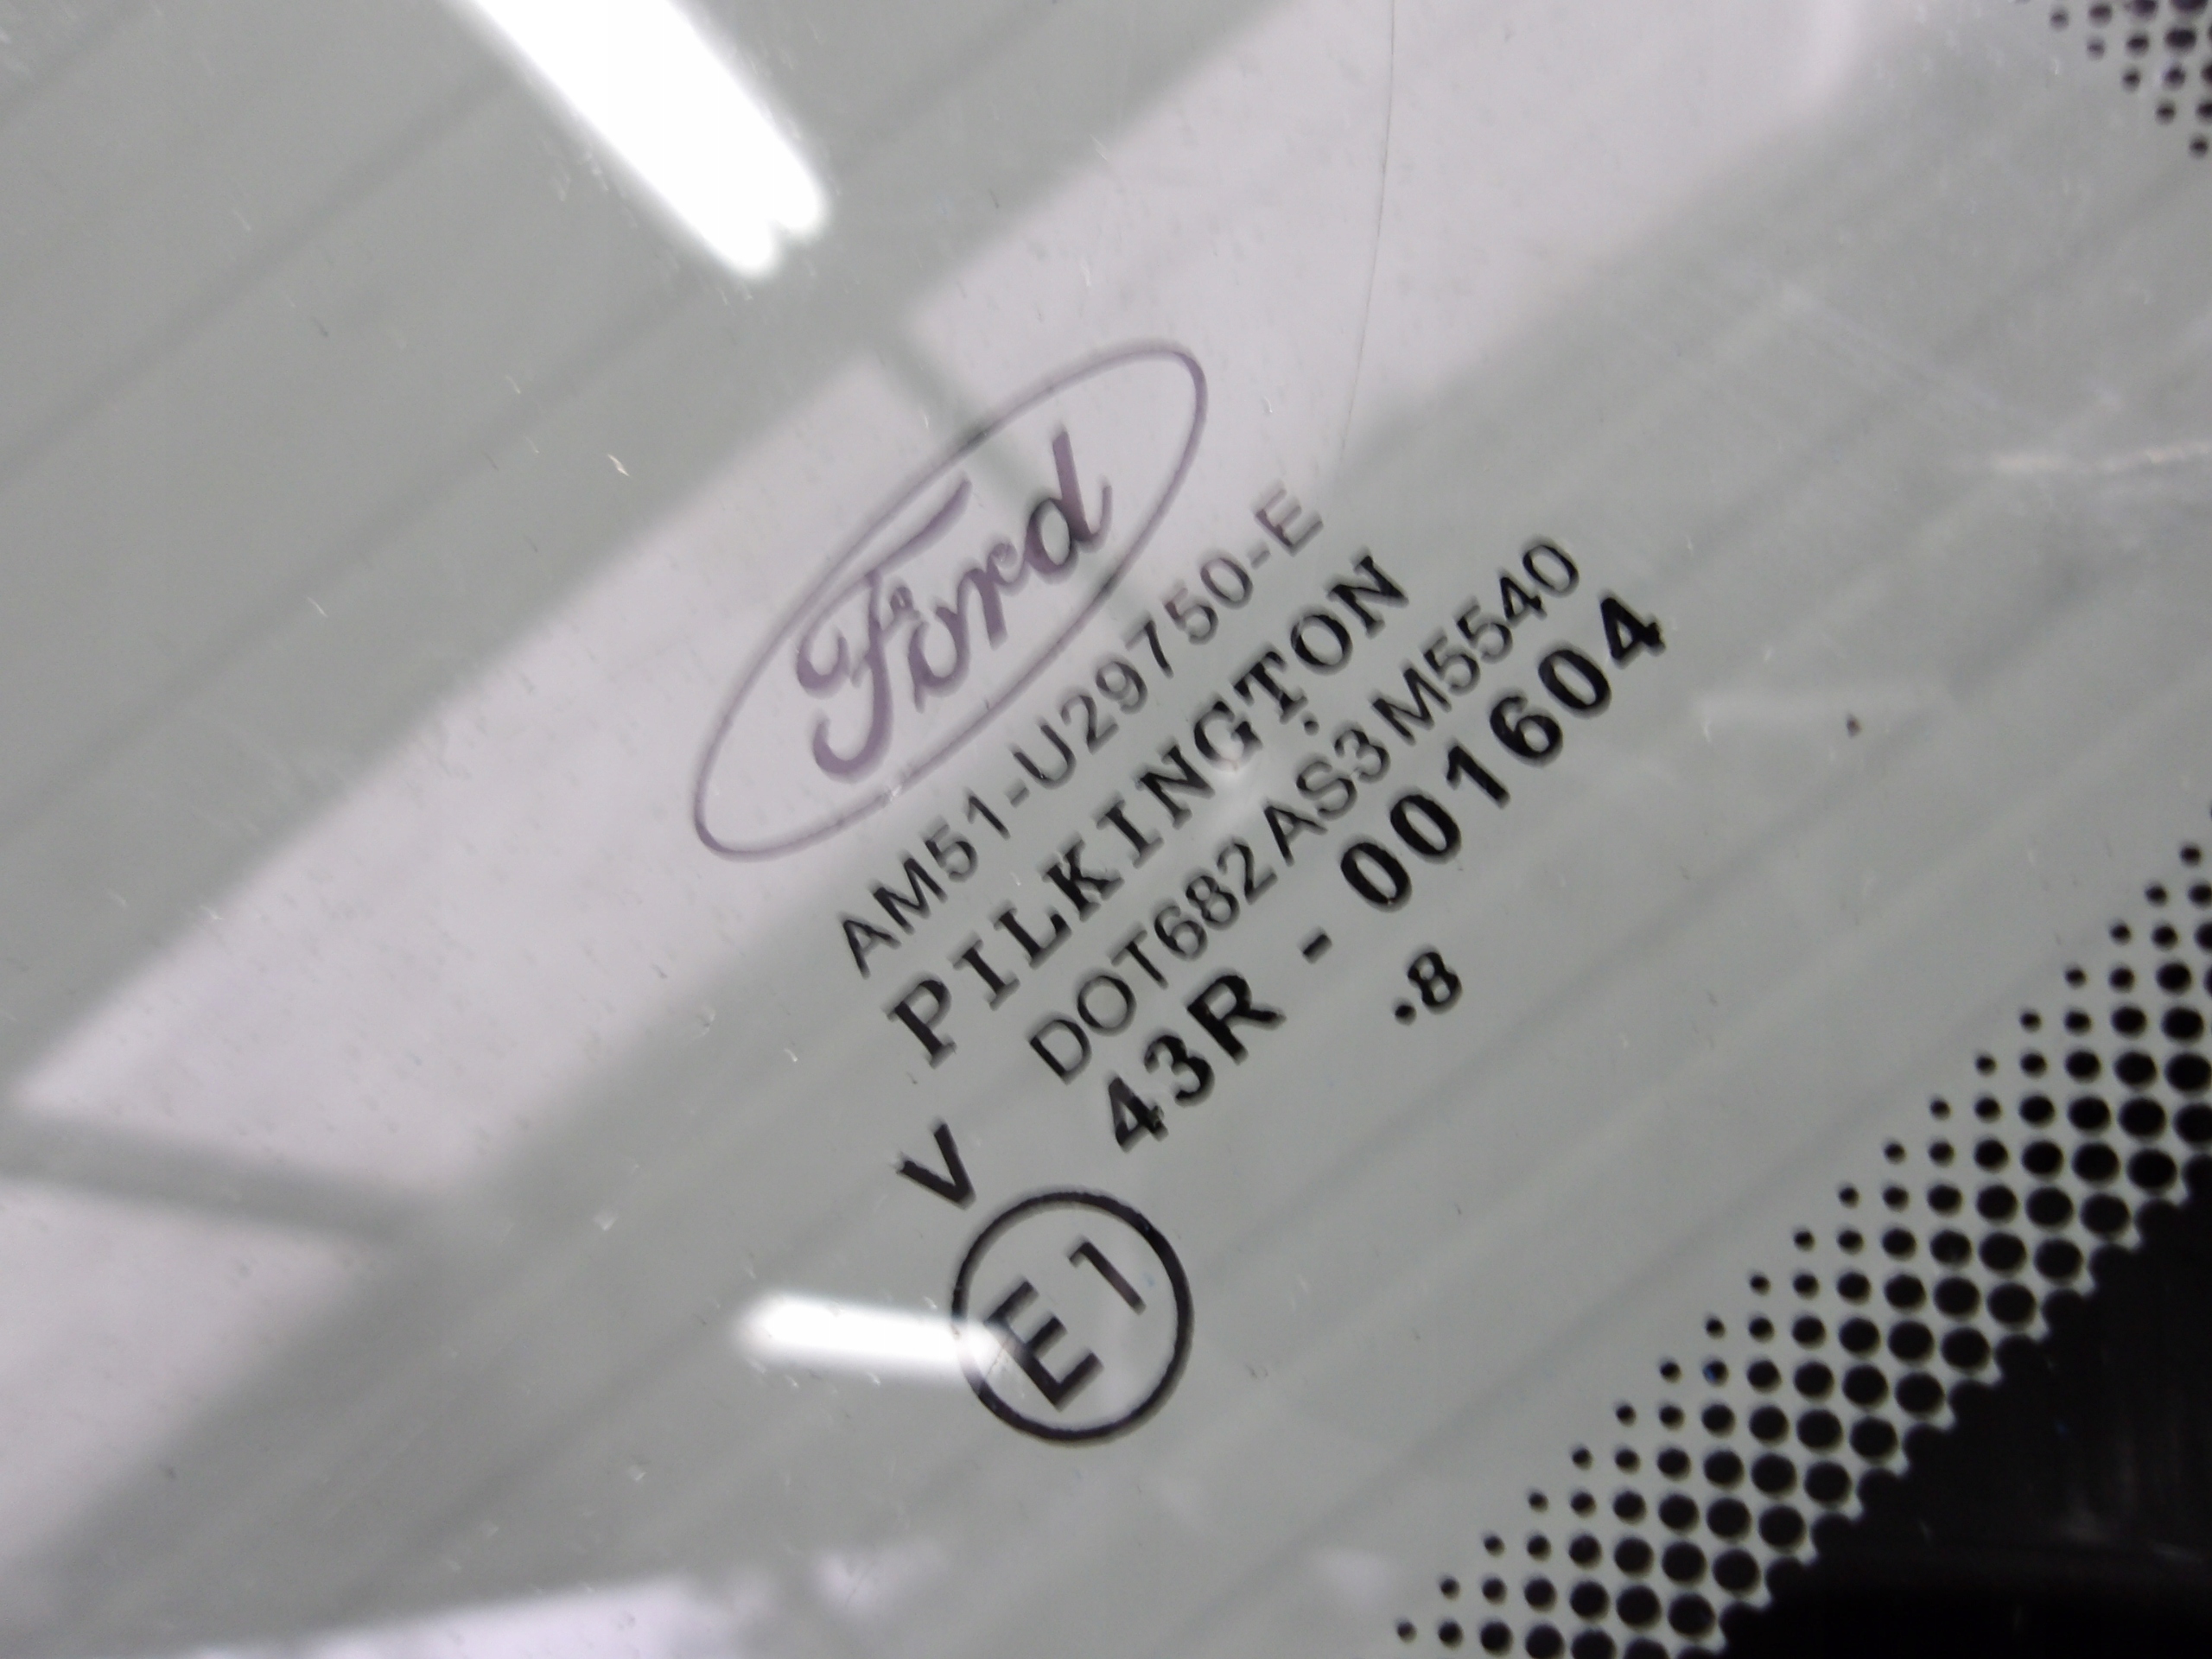 Ford
AM51-U29750-E
PILKINGTON
DOT682AS3M5540
V 43R - 001604
E1 .8